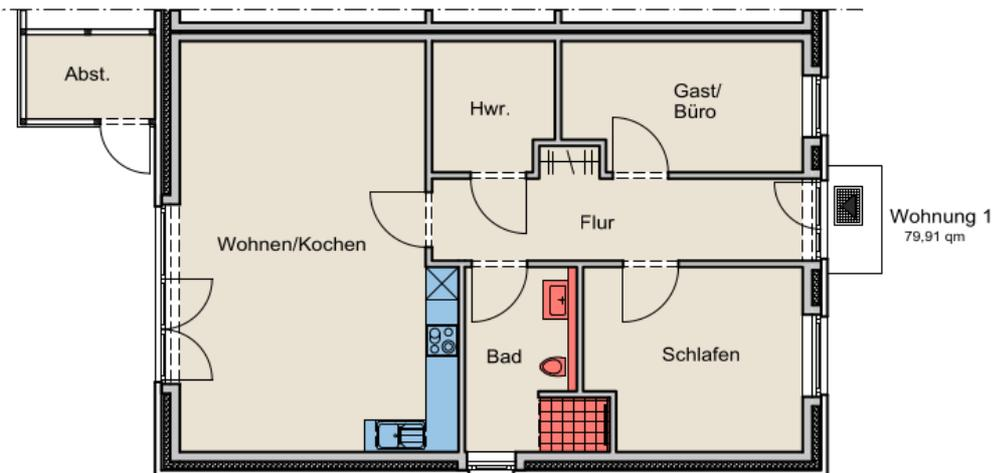 Abst.
Hwr.
Gast/
Büro
Flur
Wohnung 1
79,91 qm
Wohnen/Kochen
Bad
Schlafen